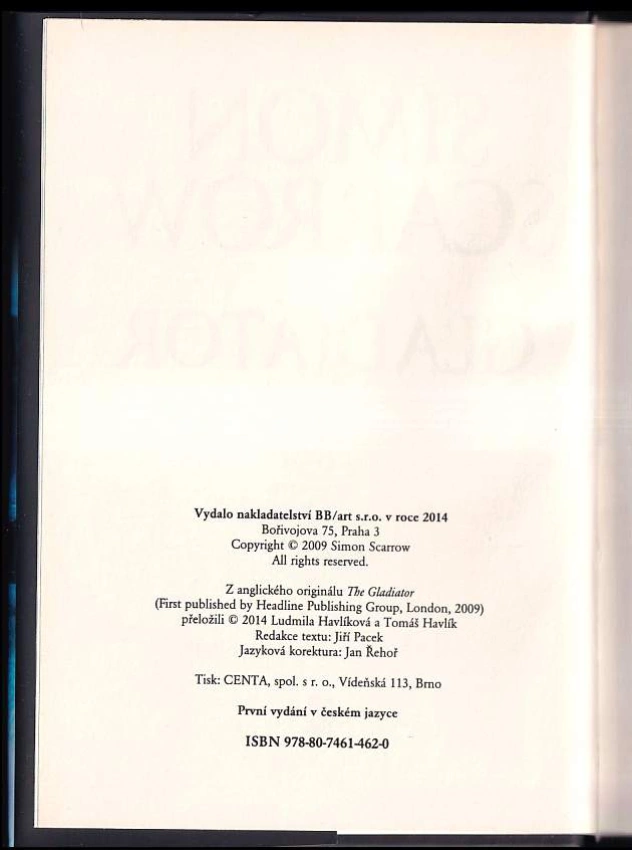 SIMON
SCARROW
GLADIATOR
Vydalo nakladatelství BB/art s.r.o. v roce 2014
Bořivojova 75, Praha 3
Copyright © 2009 Simon Scarrow
All rights reserved.
Z anglického originálu The Gladiator
(First published by Headline Publishing Group, London, 2009)
přeložili © 2014 Ludmila Havlíková a Tomáš Havlík
Redakce textu: Jiří Pacek
Jazyková korektura: Jan Řehoř
Tisk: CENTA, spol. s r. o., Vídeňská 113, Brno
První vydání v českém jazyce
ISBN 978-80-7461-462-0